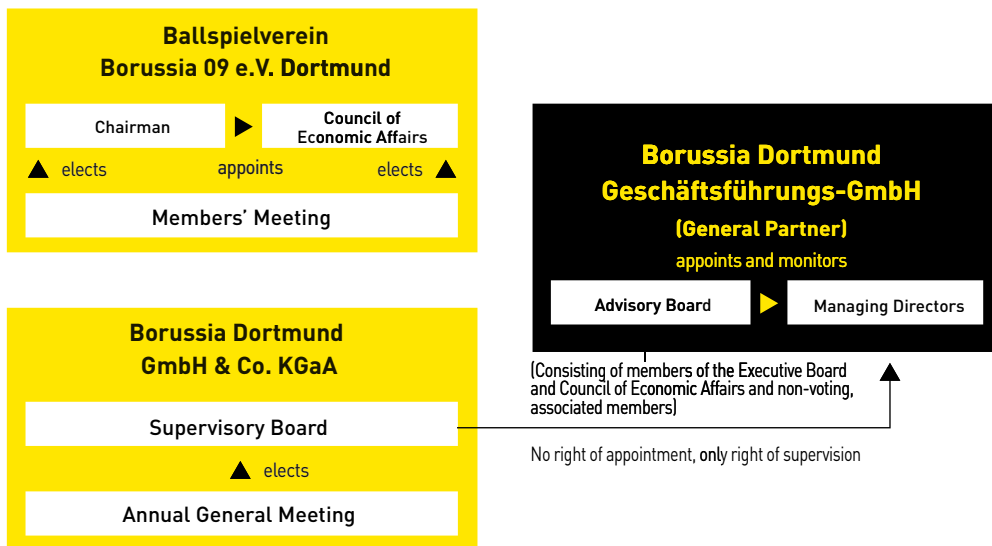 Ballspielverein
Borussia 09 e.V. Dortmund
Chairman
Council of
Economic Affairs
elects
appoints
elects
Members' Meeting
Borussia Dortmund
Geschäftsführungs-GmbH
(General Partner)
appoints and monitors
Advisory Board
Managing Directors
(Consisting of members of the Executive Board
and Council of Economic Affairs and non-voting,
associated members)
Borussia Dortmund
GmbH & Co. KGaA
Supervisory Board
No right of appointment, only right of supervision
elects
Annual General Meeting